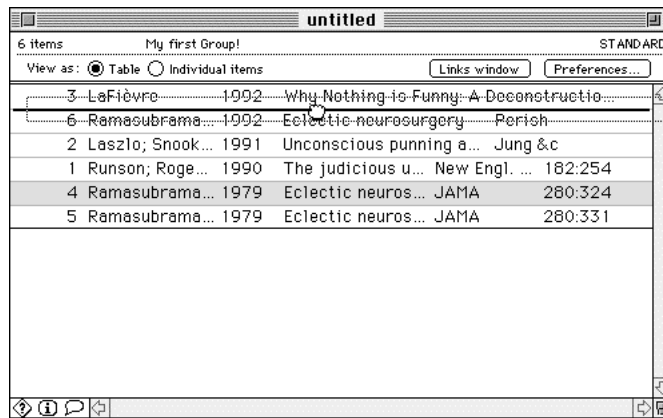 untitled
6 items My first Group! STANDARD
View as: Table Individual items Links window Preferences...
3 LaFièvre 1992 Why Nothing is Funny: A Deconstructio...
6 Ramasubrama... 1992 Eclectic neurosurgery Perish
2 Laszlo; Snook... 1991 Unconscious punning a... Jung &c
1 Runson; Roge... 1990 The judicious u... New Engl. ... 182:254
4 Ramasubrama... 1979 Eclectic neuros... JAMA 280:324
5 Ramasubrama... 1979 Eclectic neuros... JAMA 280:331